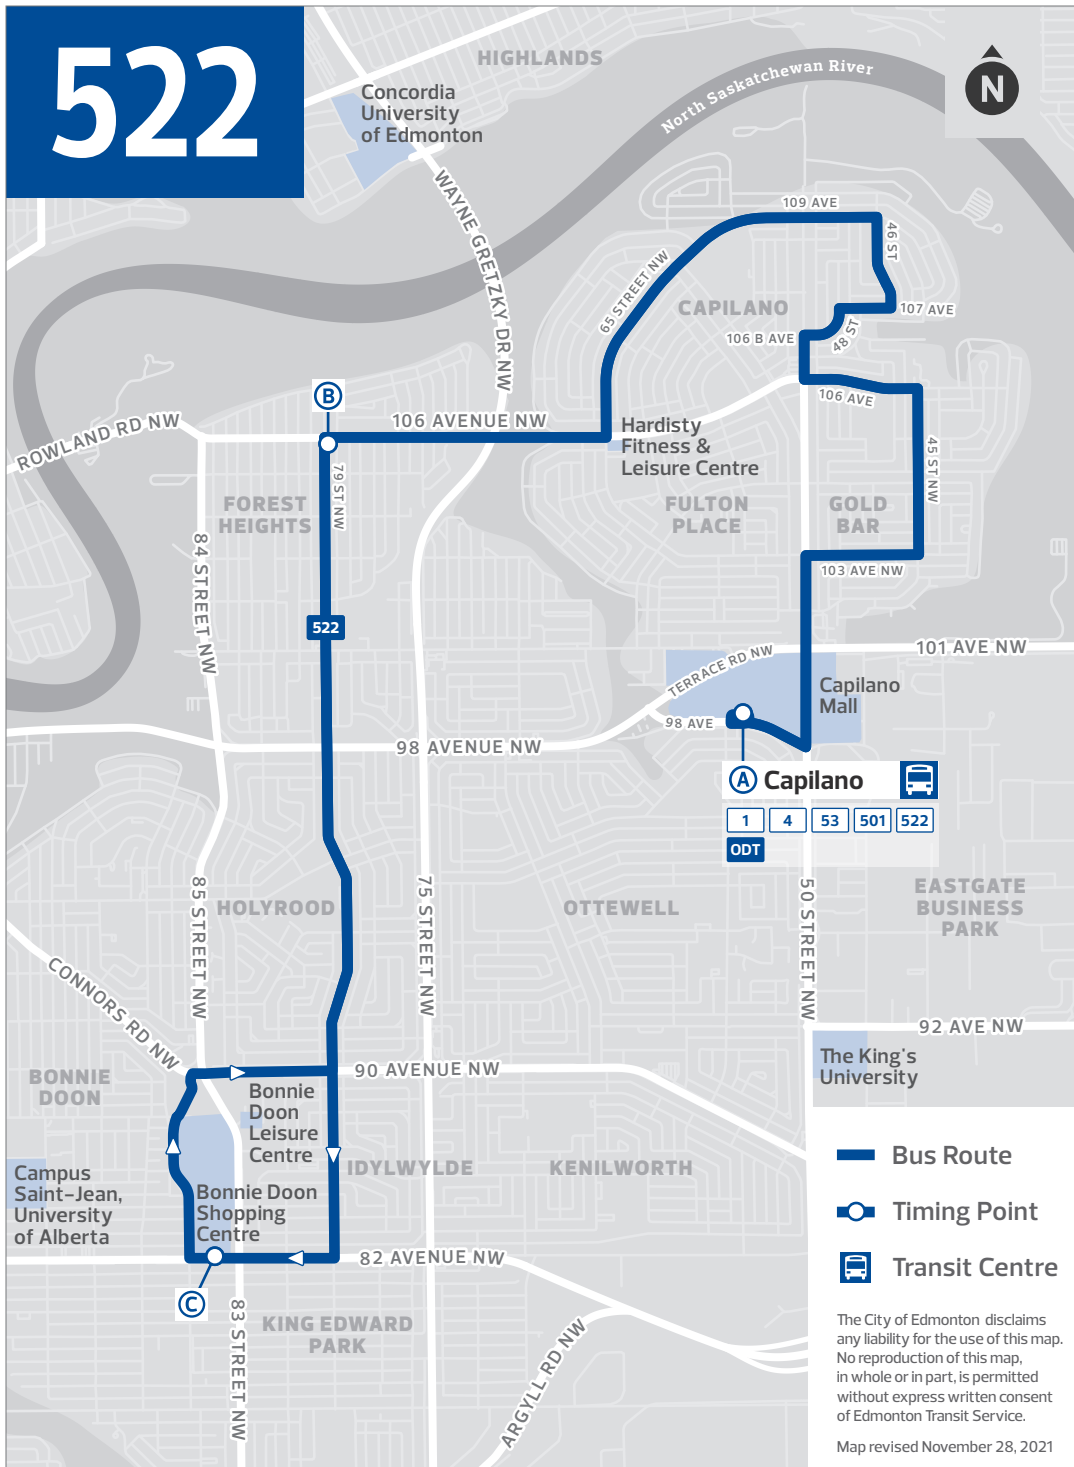 522
HIGHLANDS
North Saskatchewan River
N
Concordia
University
of Edmonton
WAYNE GRETZKY DR NW
109 AVE
46 ST
65 STREET NW
CAPILANO
107 AVE
48 ST
106 B AVE
106 AVE
B
ROWLAND RD NW
106 AVENUE NW
Hardisty
Fitness &
Leisure Centre
45 ST NW
79 ST NW
FOREST
HEIGHTS
FULTON
PLACE
GOLD
BAR
84 STREET NW
103 AVE NW
522
101 AVE NW
TERRACE RD NW
Capilano
Mall
98 AVE
98 AVENUE NW
A Capilano
1 4 53 501 522
ODT
85 STREET NW
HOLYROOD
75 STREET NW
OTTEWELL
50 STREET NW
EASTGATE
BUSINESS
PARK
CONNORS RD NW
92 AVE NW
The King's
University
BONNIE
DOON
90 AVENUE NW
Bonnie
Doon
Leisure
Centre
IDYLWYLDE
KENILWORTH
Campus
Saint-Jean,
University
of Alberta
Bonnie Doon
Shopping
Centre
82 AVENUE NW
C
83 STREET NW
KING EDWARD
PARK
ARGYLL RD NW
Bus Route
Timing Point
Transit Centre
The City of Edmonton disclaims
any liability for the use of this map.
No reproduction of this map,
in whole or in part, is permitted
without express written consent
of Edmonton Transit Service.
Map revised November 28, 2021